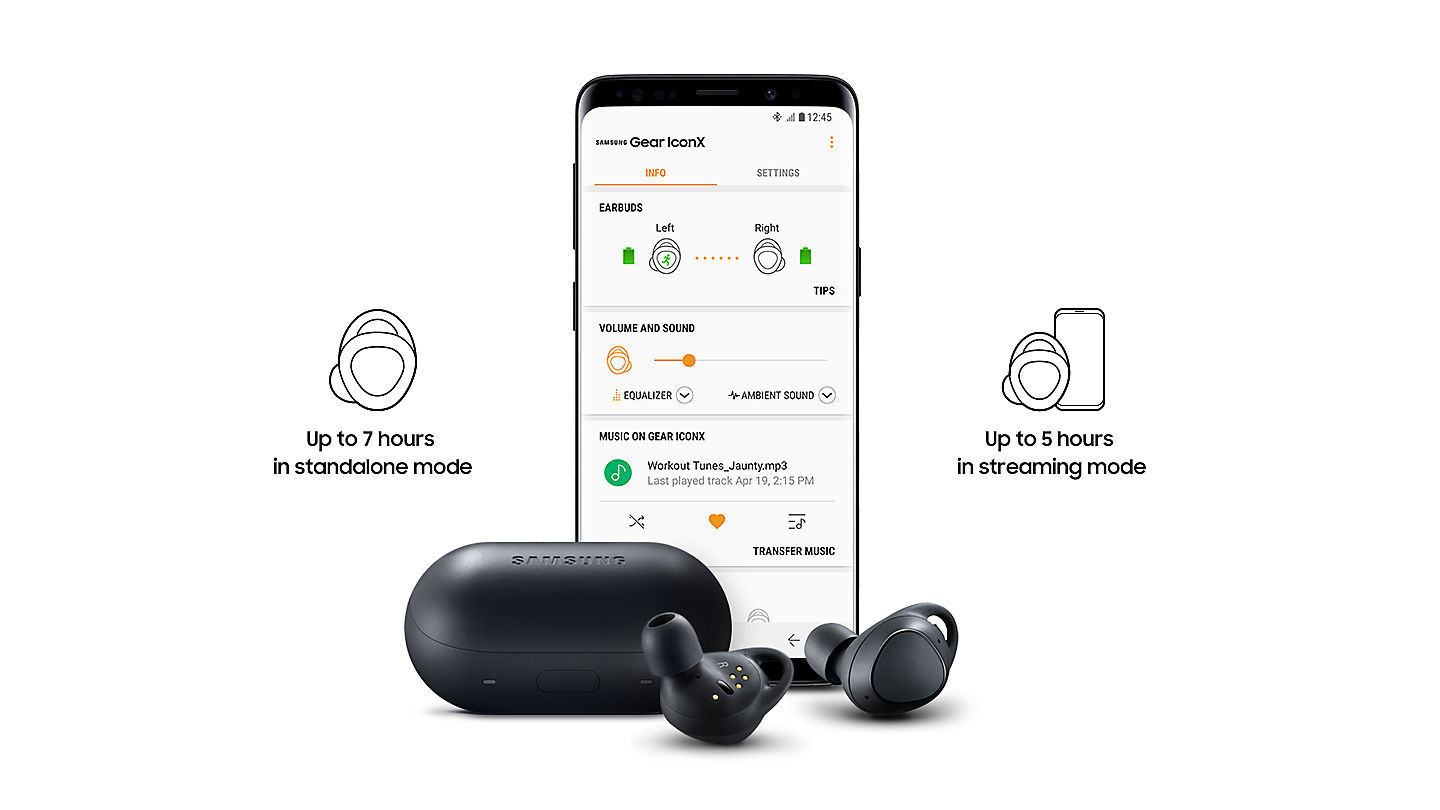 12:45
SAMSUNG Gear IconX
INFO SETTINGS
EARBUDS
Left Right
TIPS
VOLUME AND SOUND
EQUALIZER AMBIENT SOUND
MUSIC ON GEAR ICONX
Workout Tunes_Jaunty.mp3
Last played track Apr 19, 2:15 PM
TRANSFER MUSIC
Up to 7 hours
in standalone mode
Up to 5 hours
in streaming mode
SAMSUNG
R